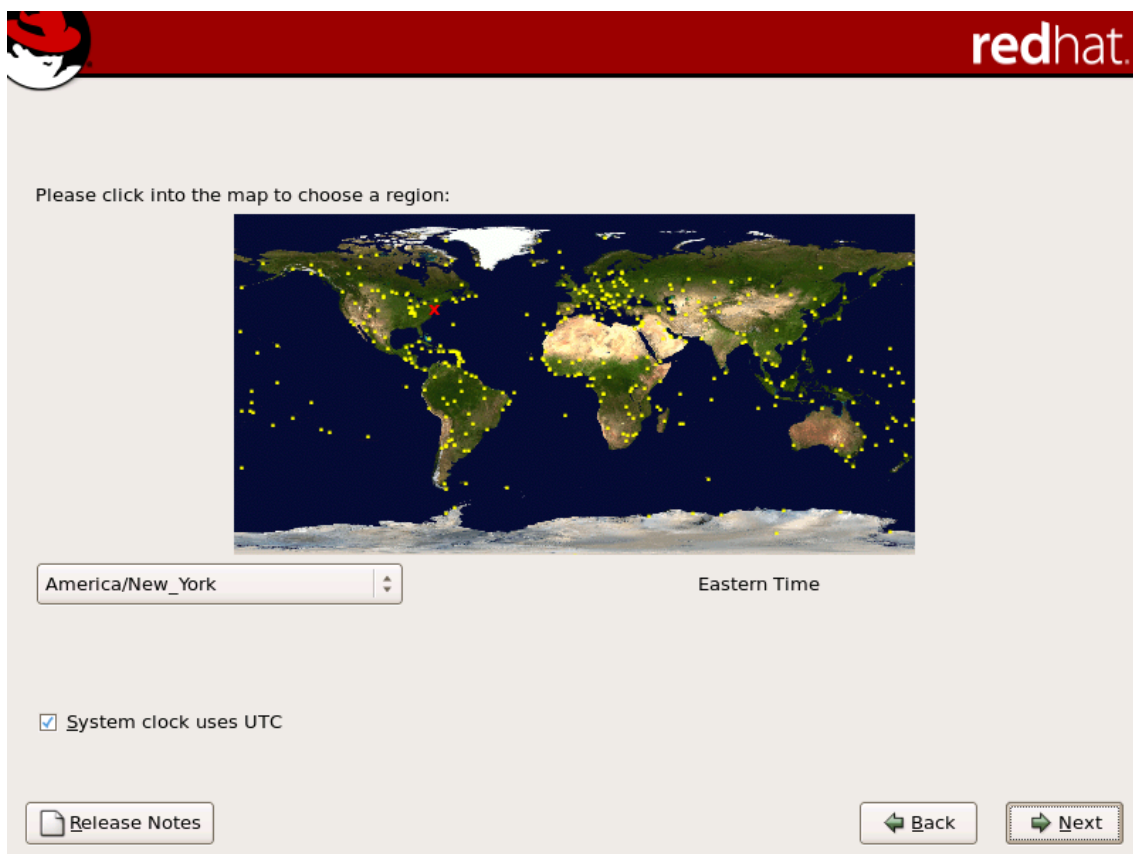 redhat.
Please click into the map to choose a region:
America/New_York
Eastern Time
System clock uses UTC
Release Notes
Back
Next